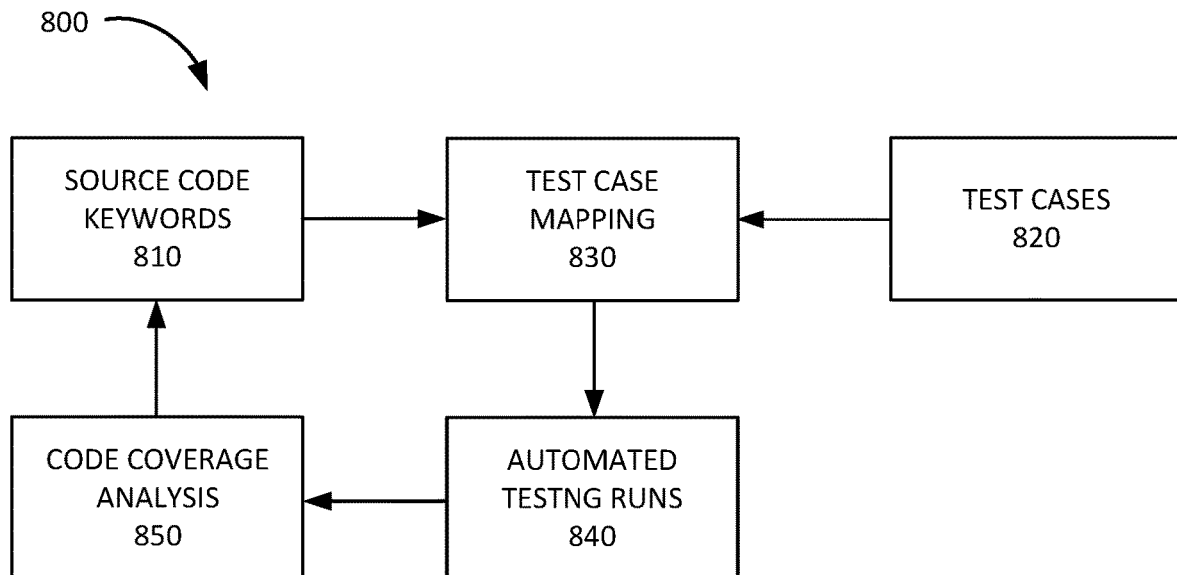 800
SOURCE CODE
KEYWORDS
810
TEST CASE
MAPPING
830
TEST CASES
820
CODE COVERAGE
ANALYSIS
850
AUTOMATED
TESTNG RUNS
840